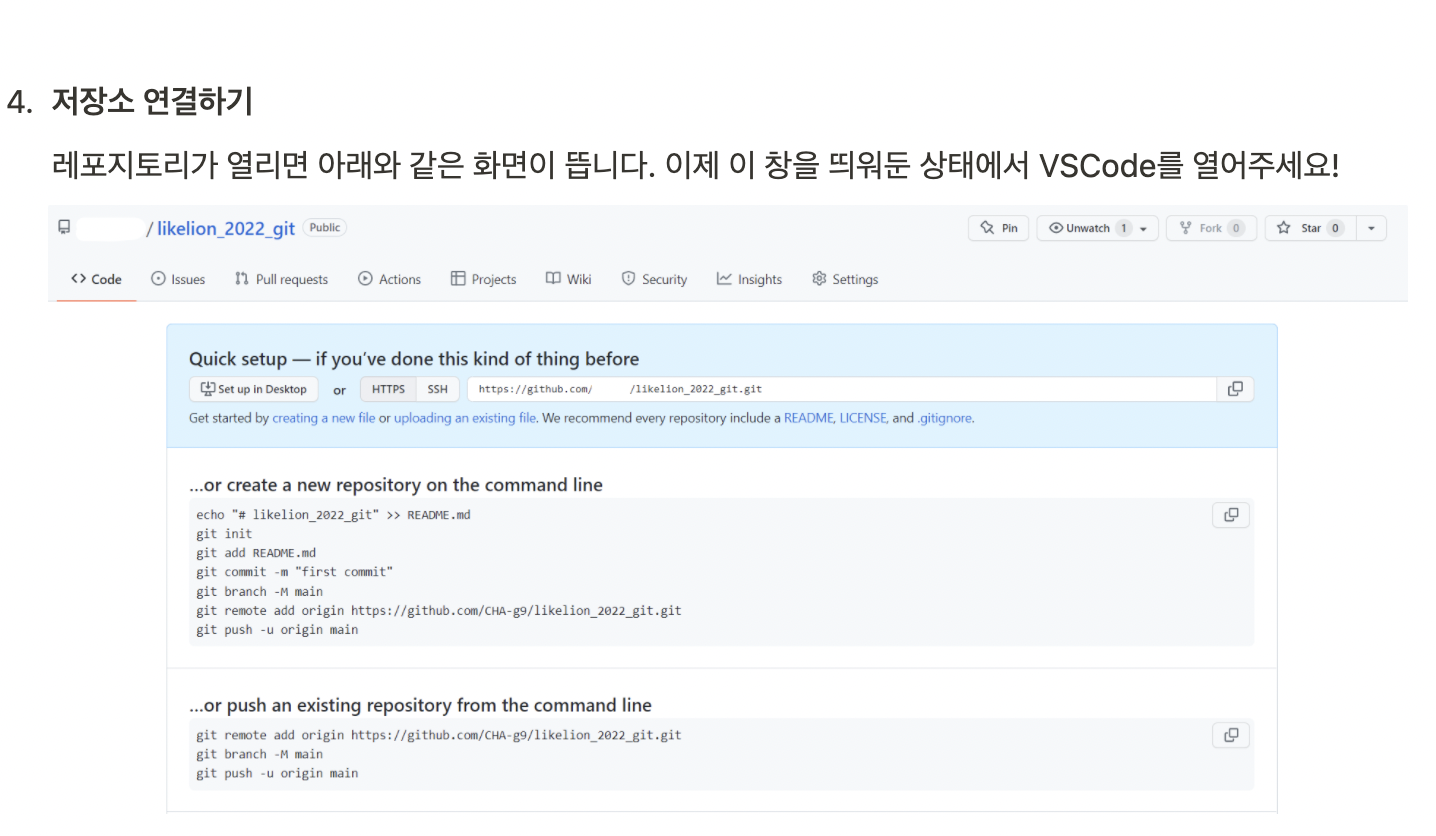 4. 저장소 연결하기
레포지토리가 열리면 아래와 같은 화면이 뜹니다. 이제 이 창을 띄워둔 상태에서 VSCode를 열어주세요!
/ likelion_2022_git Public
Pin Unwatch 1 Fork 0 Star 0
Code Issues Pull requests Actions Projects Wiki Security Insights Settings
Quick setup — if you've done this kind of thing before
Set up in Desktop or HTTPS SSH https://github.com/ /likelion_2022_git.git
Get started by creating a new file or uploading an existing file. We recommend every repository include a README, LICENSE, and .gitignore.
...or create a new repository on the command line
echo "# likelion_2022_git" >> README.md
git init
git add README.md
git commit -m "first commit"
git branch -M main
git remote add origin https://github.com/CHA-g9/likelion_2022_git.git
git push -u origin main
...or push an existing repository from the command line
git remote add origin https://github.com/CHA-g9/likelion_2022_git.git
git branch -M main
git push -u origin main